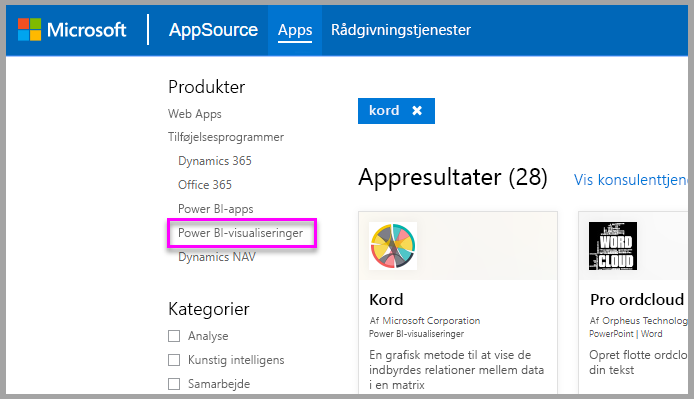 Microsoft AppSource Apps Rådgivningstjenester
Produkter
Web Apps
Tilføjelsesprogrammer
Dynamics 365
Office 365
Power BI-apps
Power BI-visualiseringer
Dynamics NAV
Kategorier
Analyse
Kunstig intelligens
Samarbejde
kord ✖
Appresultater (28) Vis konsulenttjene
Kord
Af Microsoft Corporation
Power BI-visualiseringer
En grafisk metode til at vise de
indbyrdes relationer mellem data
i en matrix
WORD
CLOUD
Pro ordcloud
Af Orpheus Technolog
PowerPoint | Word
Opret flotte ordclo
din tekst